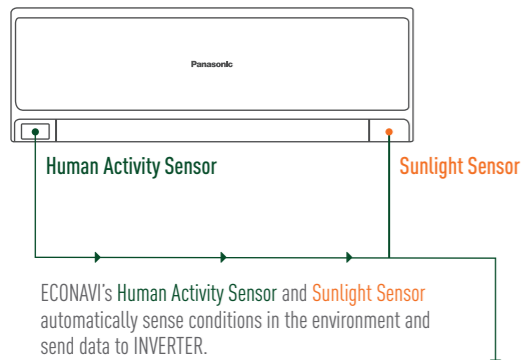 Panasonic
Human Activity Sensor
Sunlight Sensor
ECONAVI's Human Activity Sensor and Sunlight Sensor
automatically sense conditions in the environment and
send data to INVERTER.